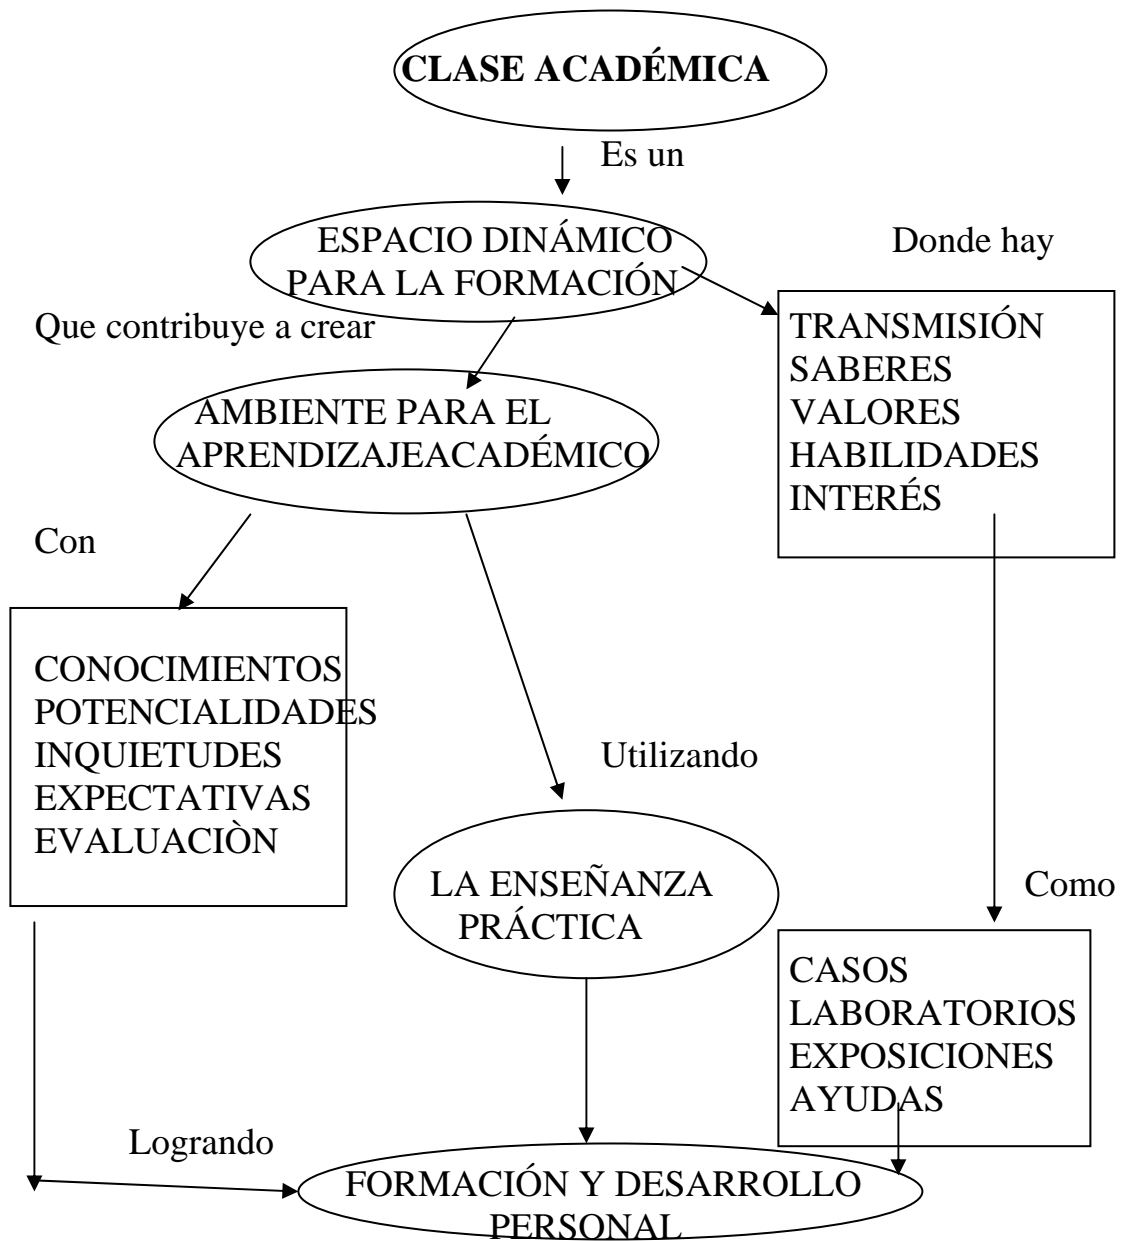 CLASE ACADÉMICA
Es un
ESPACIO DINÁMICO
PARA LA FORMACIÓN
Donde hay
Que contribuye a crear
TRANSMISIÓN
SABERES
VALORES
HABILIDADES
INTERÉS
AMBIENTE PARA EL
APRENDIZAJEACADÉMICO
Con
CONOCIMIENTOS
POTENCIALIDADES
INQUIETUDES
EXPECTATIVAS
EVALUACIÒN
Utilizando
LA ENSEÑANZA
PRÁCTICA
Como
CASOS
LABORATORIOS
EXPOSICIONES
AYUDAS
Logrando
FORMACIÓN Y DESARROLLO
PERSONAL